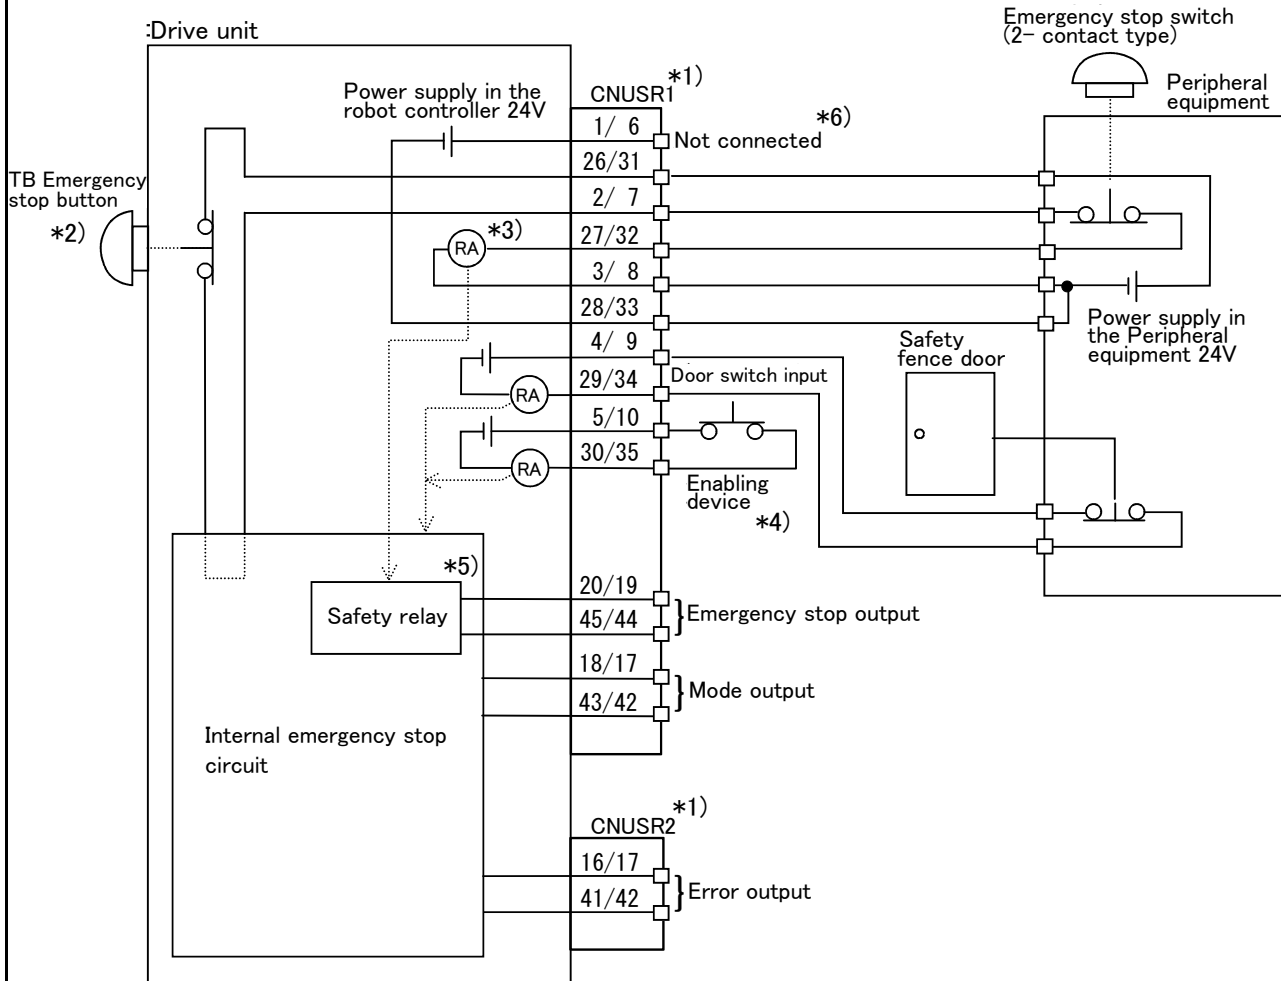 :Drive unit
Emergency stop switch
(2- contact type)
Peripheral
equipment
Power supply in the
robot controller 24V
CNUSR1
*1)
1/ 6
Not connected
*6)
26/31
2/ 7
27/32
3/ 8
28/33
4/ 9
29/34
5/10
30/35
TB Emergency
stop button
*2)
RA
*3)
Power supply in
the Peripheral
equipment 24V
Safety
fence door
Door switch input
RA
RA
Enabling
device
*4)
*5)
Safety relay
20/19
45/44
Emergency stop output
18/17
43/42
Mode output
Internal emergency stop
circuit
CNUSR2
*1)
16/17
41/42
Error output